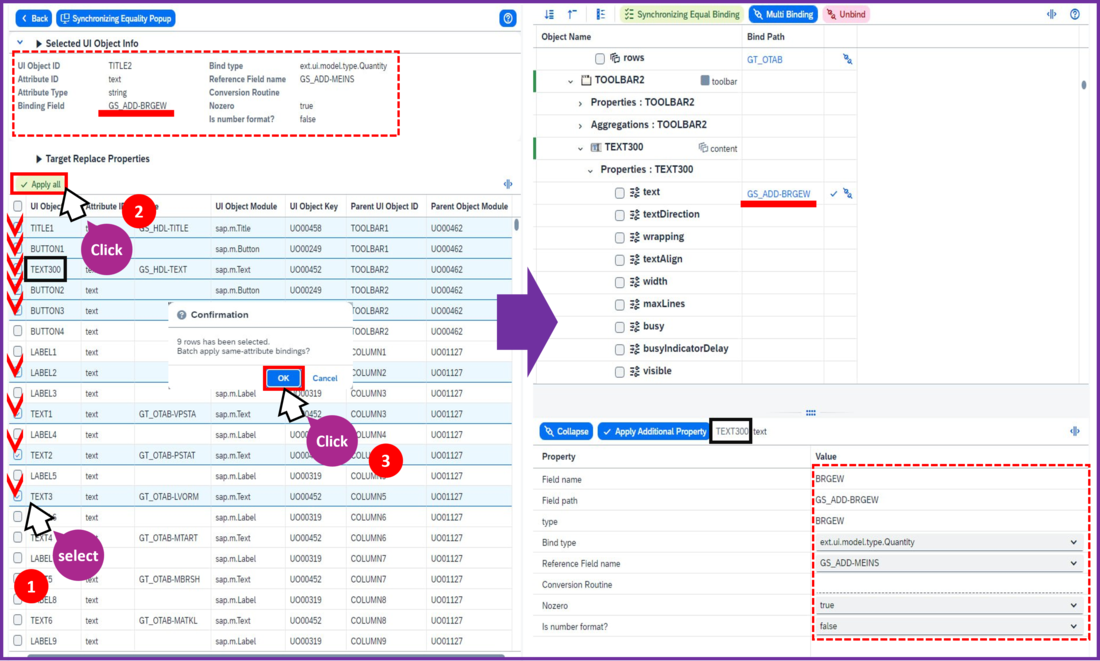 Back
Synchronizing Equality Popup
Selected UI Object Info
UI Object ID TITLE2 Bind type ext.ui.model.type.Quantity
Attribute ID text Reference Field name GS_ADD-MEINS
Attribute Type string Conversion Routine
Binding Field GS_ADD-BRGEW Nozero true
Is number format? false
Target Replace Properties
Apply all
UI Object Attribute UI Object Module UI Object Key Parent UI Object ID Parent Object Module
2
TITLE1 GS_HDL-TITLE sap.m.Title UO00458 TOOLBAR1 UO00462
BUTTON1 sap.m.Button UO00249 TOOLBAR1 UO00462
Click
TEXT300 GS_HDL-TEXT sap.m.Text UO00452 TOOLBAR2 UO00462
BUTTON2 text sap.m.Button UO00249 TOOLBAR2 UO00462
BUTTON3 text TOOLBAR2 UO00462
BUTTON4 text TOOLBAR2 UO00462
LABEL1 text COLUMN1 UO01127
LABEL2 text COLUMN2 UO01127
LABEL3 text sap.m.Label UO00319 COLUMN3 UO01127
TEXT1 text GT_OTAB-VPSTA sap.m.Text UO00452 COLUMN3 UO01127
LABEL4 text sap.m.Label COLUMN4 UO01127
TEXT2 text GT_OTAB-PSTAT sap.m.Text UO01127
LABEL5 text sap.m.Label UO00319 COLUMN5 UO01127
TEXT3 text GT_OTAB-LVORM sap.m.Text UO00452 COLUMN5 UO01127
text sap.m.Label UO00319 COLUMN6 UO01127
TEXT4 text GT_OTAB-MTART sap.m.Text UO00452 COLUMN6 UO01127
LABEL sap.m.Label UO00319 COLUMN7 UO01127
text GT_OTAB-MBRSH sap.m.Text UO00452 COLUMN7 UO01127
text sap.m.Label UO00319 COLUMN8 UO01127
TEXT6 text GT_OTAB-MATKL sap.m.Text UO00452 COLUMN8 UO01127
LABEL9 text sap.m.Label UO00319 COLUMN9 UO01127
Confirmation
9 rows has been selected.
Batch apply same-attribute bindings?
OK
Cancel
Click
3
select
1
Synchronizing Equal Binding
Multi Binding
Unbind
Object Name Bind Path
rows GT_OTAB
TOOLBAR2 toolbar
Properties : TOOLBAR2
Aggregations : TOOLBAR2
TEXT300 content
Properties : TEXT300
text GS_ADD-BRGEW
textDirection
wrapping
textAlign
width
maxLines
busy
busyIndicatorDelay
visible
Collapse
Apply Additional Property
TEXT300 text
Property Value
Field name BRGEW
Field path GS_ADD-BRGEW
type BRGEW
Bind type ext.ui.model.type.Quantity
Reference Field name GS_ADD-MEINS
Conversion Routine
Nozero true
Is number format? false